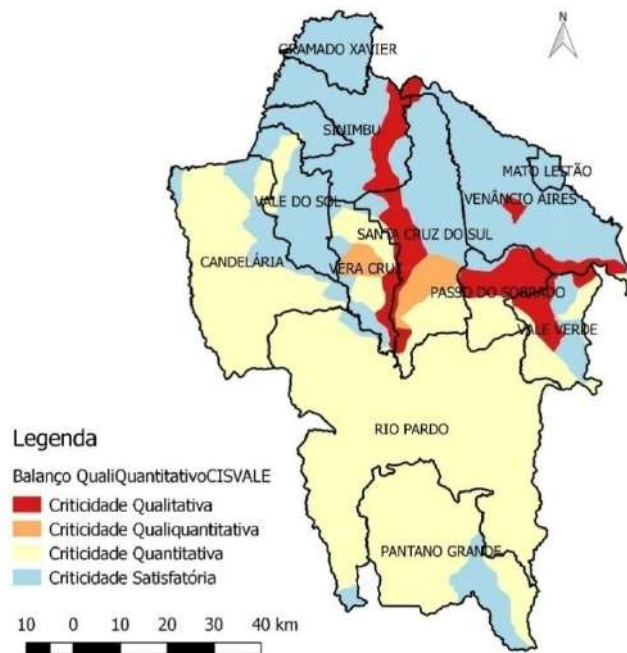 N
GRAMADO XAVIER
SINIMBU
MATO LEITÃO
VENÂNCIO AIRES
VALE DO SOL
SANTA CRUZ DO SUL
CANDELÁRIA
VERA CRUZ
PASSO DO SOBRADO
VALE VERDE
RIO PARDO
PANTANO GRANDE
Legenda
Balanço QualiQuantitativoCISVALE
Criticidade Qualitativa
Criticidade Qualiquantitativa
Criticidade Quantitativa
Criticidade Satisfatória
10 0 10 20 30 40 km